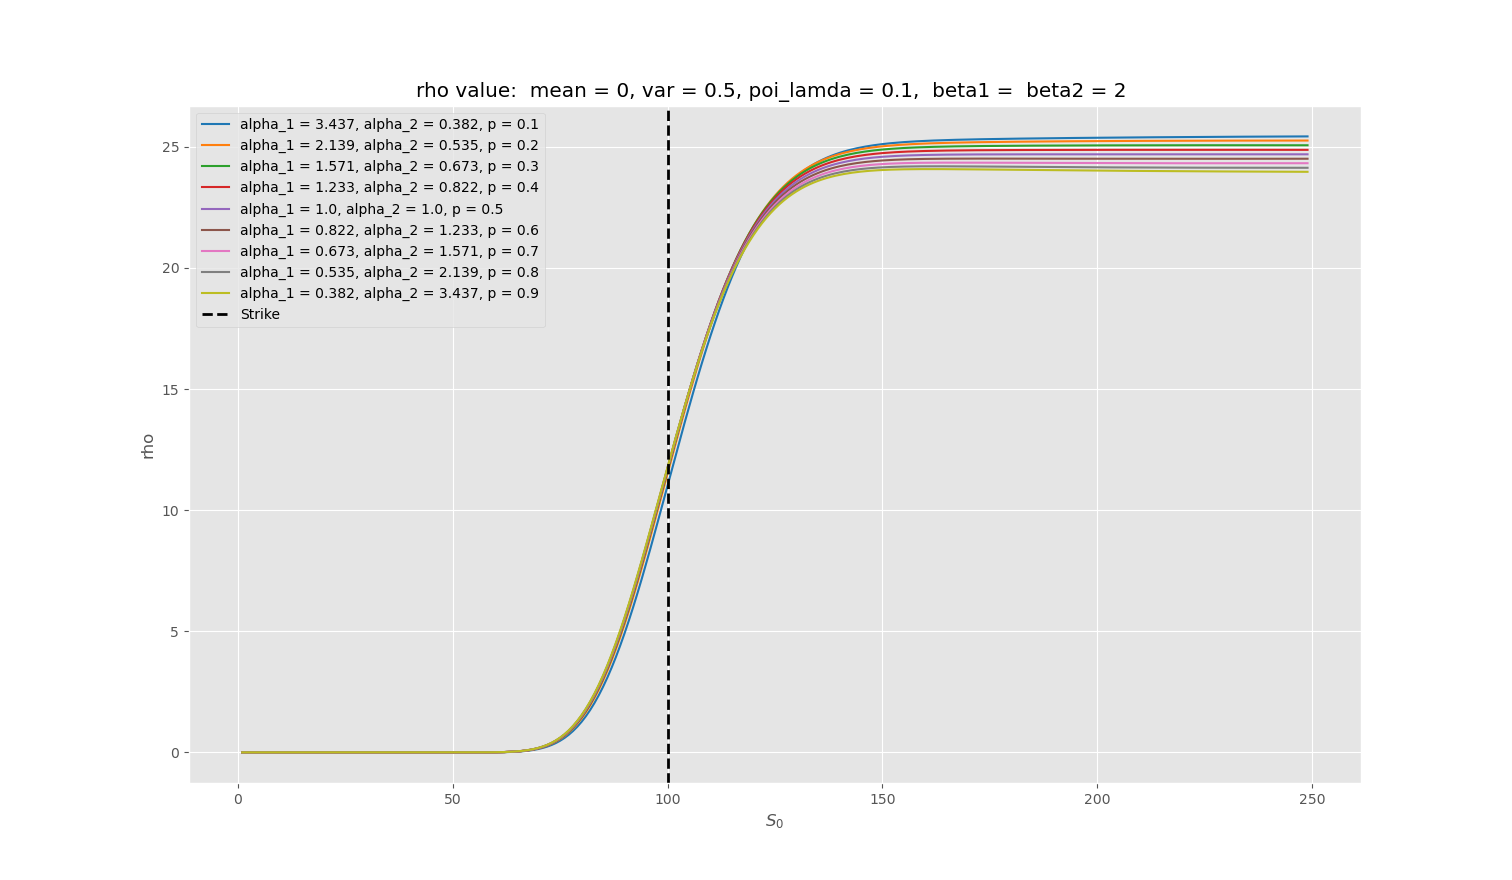 rho value:  mean = 0, var = 0.5, poi_lamda = 0.1,  beta1 =  beta2 = 2
alpha_1 = 3.437, alpha_2 = 0.382, p = 0.1
alpha_1 = 2.139, alpha_2 = 0.535, p = 0.2
alpha_1 = 1.571, alpha_2 = 0.673, p = 0.3
alpha_1 = 1.233, alpha_2 = 0.822, p = 0.4
alpha_1 = 1.0, alpha_2 = 1.0, p = 0.5
alpha_1 = 0.822, alpha_2 = 1.233, p = 0.6
alpha_1 = 0.673, alpha_2 = 1.571, p = 0.7
alpha_1 = 0.535, alpha_2 = 2.139, p = 0.8
alpha_1 = 0.382, alpha_2 = 3.437, p = 0.9
Strike
25
20
15
10
5
0
rho
0 50 100 150 200 250
S₀